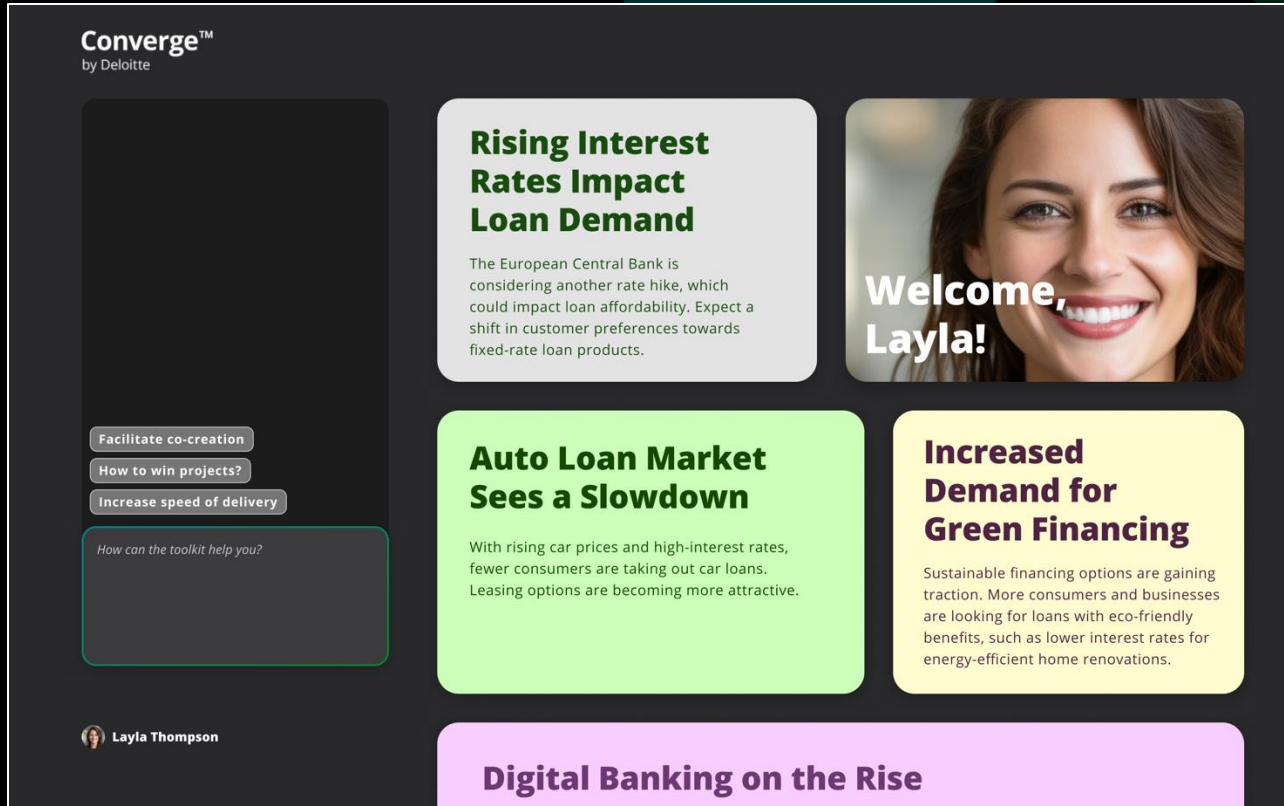 Converge™
by Deloitte
Facilitate co-creation
How to win projects?
Increase speed of delivery
How can the toolkit help you?
Layla Thompson
Rising Interest
Rates Impact
Loan Demand
The European Central Bank is
considering another rate hike, which
could impact loan affordability. Expect a
shift in customer preferences towards
fixed-rate loan products.
Welcome,
Layla!
Auto Loan Market
Sees a Slowdown
With rising car prices and high-interest rates,
fewer consumers are taking out car loans.
Leasing options are becoming more attractive.
Increased
Demand for
Green Financing
Sustainable financing options are gaining
traction. More consumers and businesses
are looking for loans with eco-friendly
benefits, such as lower interest rates for
energy-efficient home renovations.
Digital Banking on the Rise